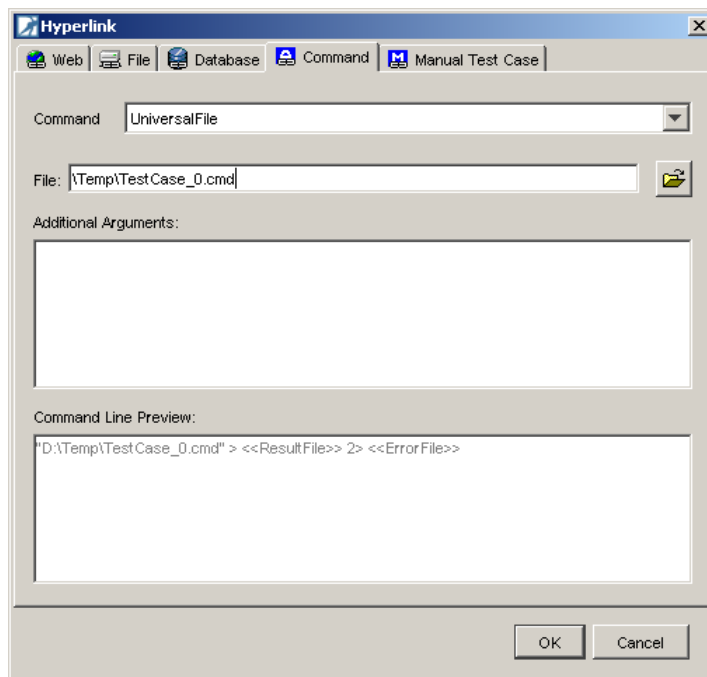 Hyperlink
Web File Database Command Manual Test Case
Command UniversalFile
File: \Temp\TestCase_0.cmd
Additional Arguments:
Command Line Preview:
"D:\Temp\TestCase_0.cmd" > <<ResultFile>> 2> <<ErrorFile>>
OK Cancel